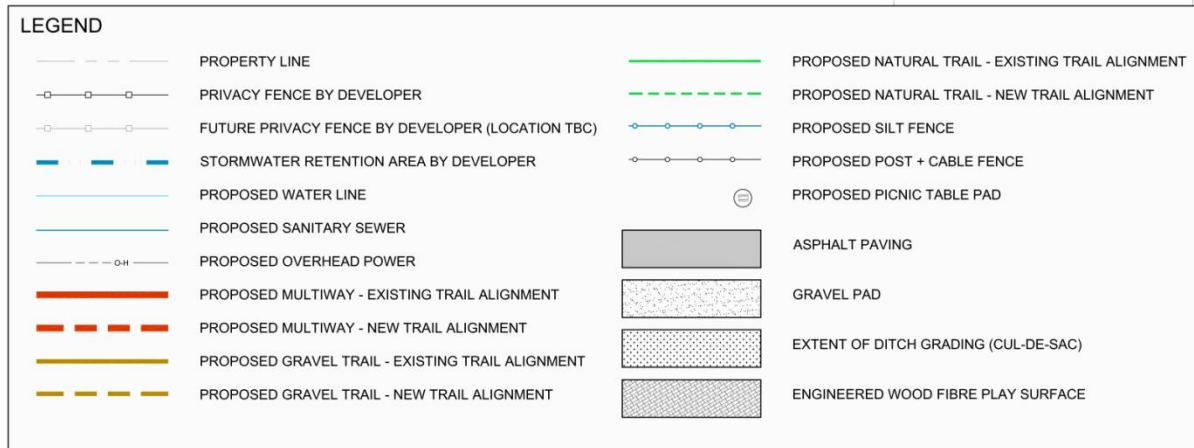 LEGEND
PROPERTY LINE
PRIVACY FENCE BY DEVELOPER
FUTURE PRIVACY FENCE BY DEVELOPER (LOCATION TBC)
STORMWATER RETENTION AREA BY DEVELOPER
PROPOSED WATER LINE
PROPOSED SANITARY SEWER
O-H PROPOSED OVERHEAD POWER
PROPOSED MULTIWAY - EXISTING TRAIL ALIGNMENT
PROPOSED MULTIWAY - NEW TRAIL ALIGNMENT
PROPOSED GRAVEL TRAIL - EXISTING TRAIL ALIGNMENT
PROPOSED GRAVEL TRAIL - NEW TRAIL ALIGNMENT
PROPOSED NATURAL TRAIL - EXISTING TRAIL ALIGNMENT
PROPOSED NATURAL TRAIL - NEW TRAIL ALIGNMENT
PROPOSED SILT FENCE
PROPOSED POST + CABLE FENCE
PROPOSED PICNIC TABLE PAD
ASPHALT PAVING
GRAVEL PAD
EXTENT OF DITCH GRADING (CUL-DE-SAC)
ENGINEERED WOOD FIBRE PLAY SURFACE